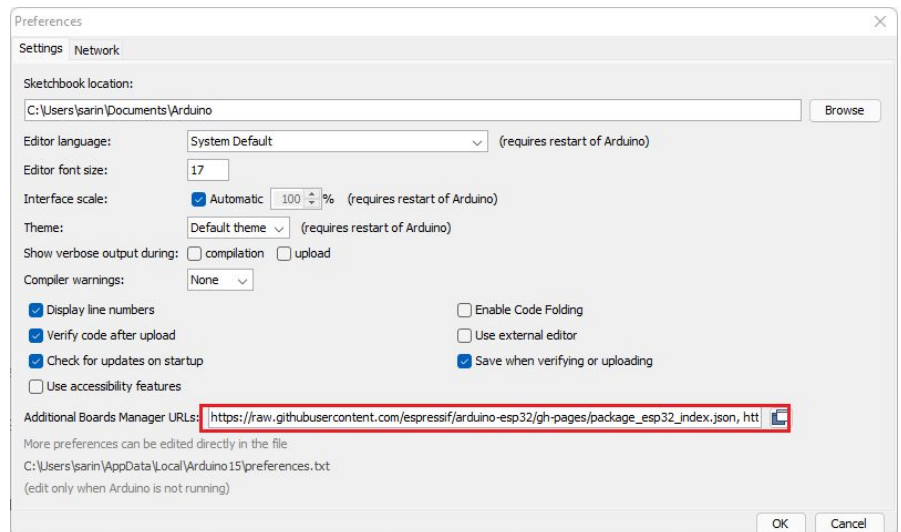 Preferences
Settings Network
Sketchbook location:
C:\Users\sarin\Documents\Arduino Browse
Editor language: System Default (requires restart of Arduino)
Editor font size: 17
Interface scale: Automatic 100 % (requires restart of Arduino)
Theme: Default theme (requires restart of Arduino)
Show verbose output during: compilation upload
Compiler warnings: None
Display line numbers Enable Code Folding
Verify code after upload Use external editor
Check for updates on startup Save when verifying or uploading
Use accessibility features
Additional Boards Manager URLs: https://raw.githubusercontent.com/espressif/arduino-esp32/gh-pages/package_esp32_index.json, htt
More preferences can be edited directly in the file
C:\Users\sarin\AppData\Local\Arduino15\preferences.txt
(edit only when Arduino is not running)
OK Cancel